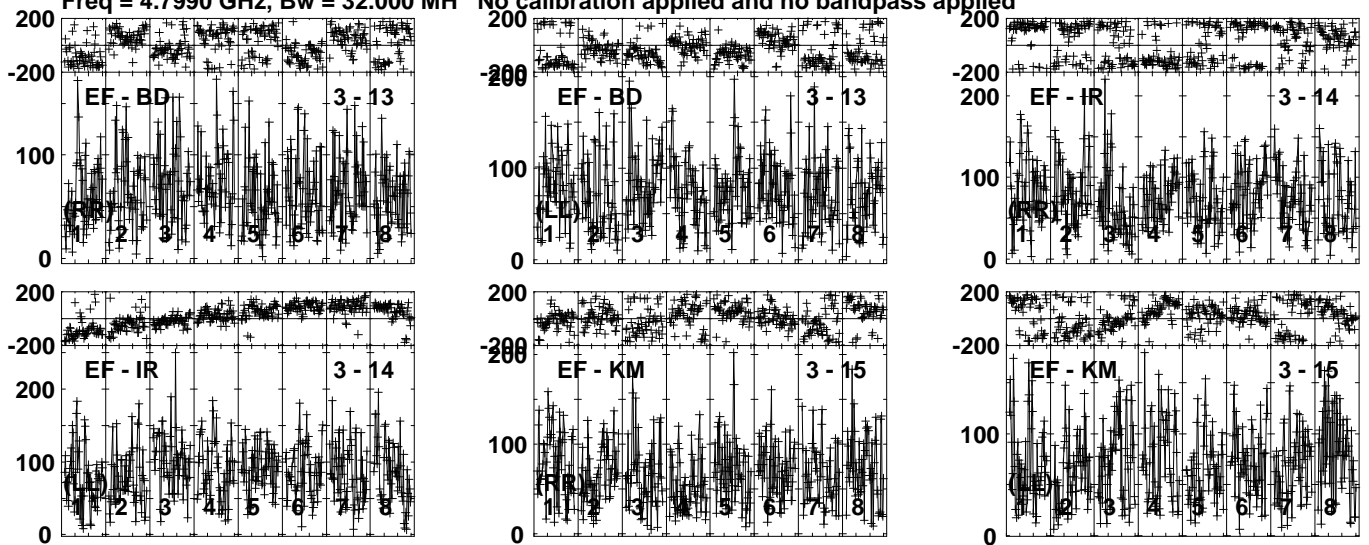 Freq = 4.7990 GHz, Bw = 32.000 MH No calibration applied and no bandpass applied
200 200 200
-200 -200 -200
200 200
EF - BD 3 - 13 EF - BD 3 - 13 EF - IR 3 - 14
100 100 100
(RR) (LL) (RR)
1 2 3 4 5 6 7 8 1 2 3 4 5 6 7 8 1 2 3 4 5 6 7 8
0 0 0
200 200 200
-200 -200 -200
200
EF - IR 3 - 14 EF - KM 3 - 15 EF - KM 3 - 15
200
100 100 100
(LL) (RR) (LL)
1 2 3 4 5 6 7 8 1 2 3 4 5 6 7 8 1 2 3 4 5 6 7 8
0 0 0